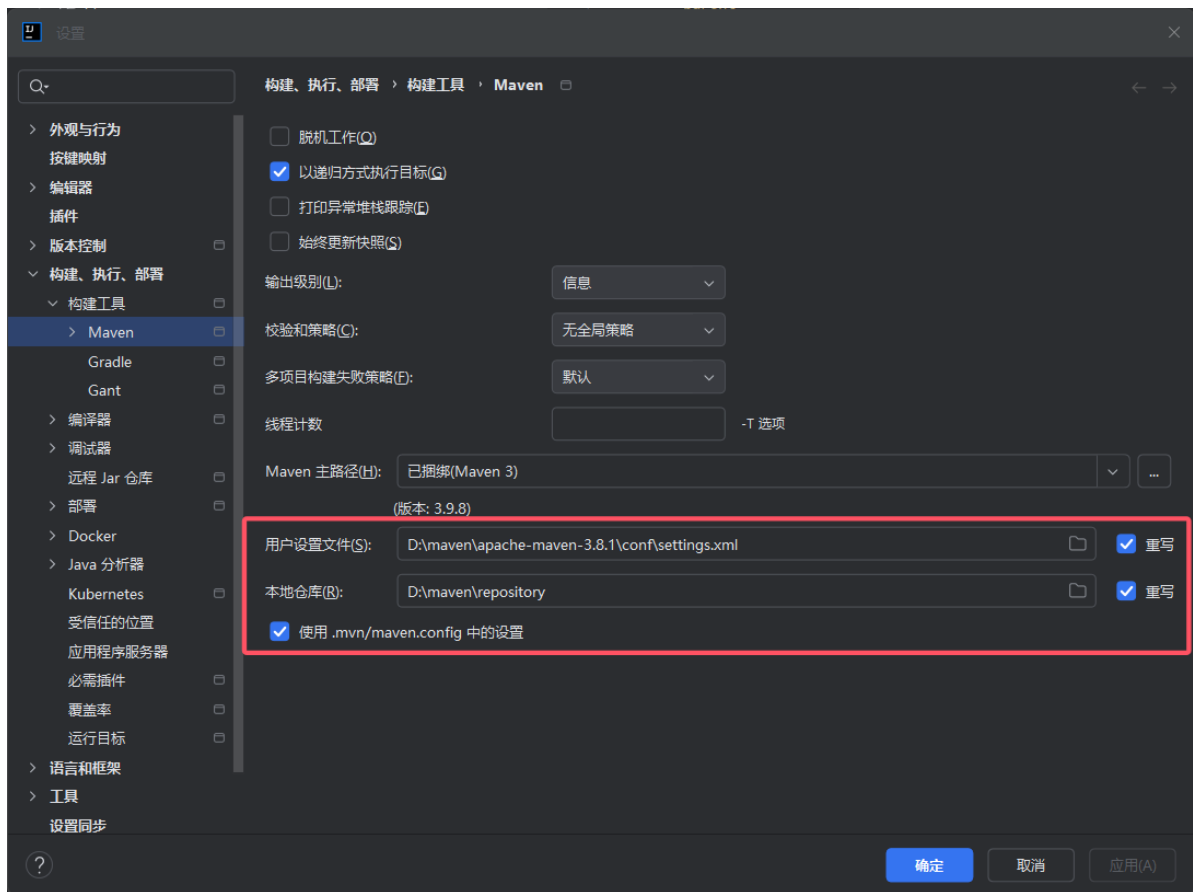 设置
构建、执行、部署 › 构建工具 › Maven
外观与行为
按键映射
编辑器
插件
版本控制
构建、执行、部署
构建工具
Maven
Gradle
Gant
编译器
调试器
远程 Jar 仓库
部署
Docker
Java 分析器
Kubernetes
受信任的位置
应用程序服务器
必需插件
覆盖率
运行目标
语言和框架
工具
设置同步
脱机工作(O)
以递归方式执行目标(G)
打印异常堆栈跟踪(E)
始终更新快照(S)
输出级别(L): 信息
校验和策略(C): 无全局策略
多项目构建失败策略(F): 默认
线程计数 -T 选项
Maven 主路径(H): 已捆绑(Maven 3) ...
(版本: 3.9.8)
用户设置文件(S): D:\maven\apache-maven-3.8.1\conf\settings.xml 重写
本地仓库(R): D:\maven\repository 重写
使用 .mvn/maven.config 中的设置
? 确定 取消 应用(A)